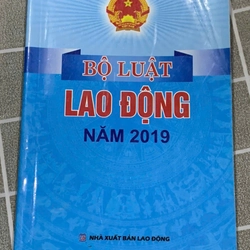 BỘ LUẬT
LAO ĐỘNG
NĂM 2019
NHÀ XUẤT BẢN LAO ĐỘNG